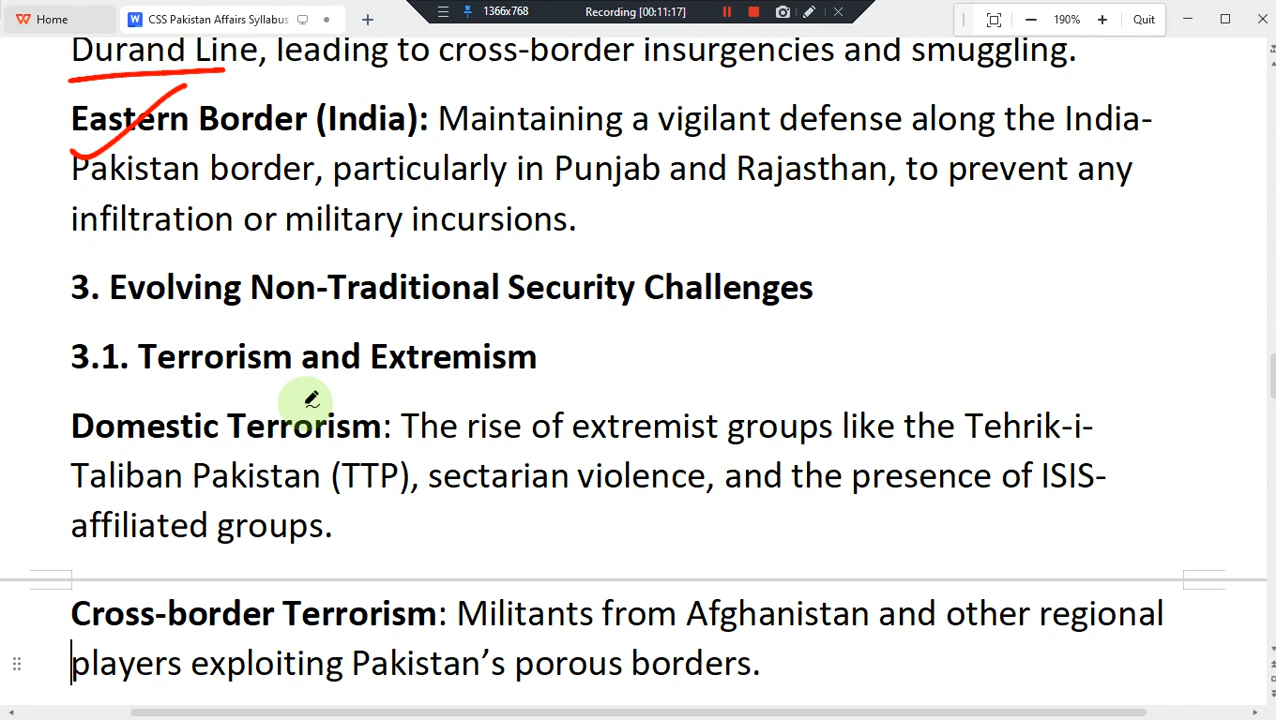 Home
CSS Pakistan Affairs Syllabus
1366x768
Recording [00:11:17]
190%
Quit
Durand Line, leading to cross-border insurgencies and smuggling.
Eastern Border (India): Maintaining a vigilant defense along the India-
Pakistan border, particularly in Punjab and Rajasthan, to prevent any
infiltration or military incursions.
3. Evolving Non-Traditional Security Challenges
3.1. Terrorism and Extremism
Domestic Terrorism: The rise of extremist groups like the Tehrik-i-
Taliban Pakistan (TTP), sectarian violence, and the presence of ISIS-
affiliated groups.
Cross-border Terrorism: Militants from Afghanistan and other regional
players exploiting Pakistan’s porous borders.